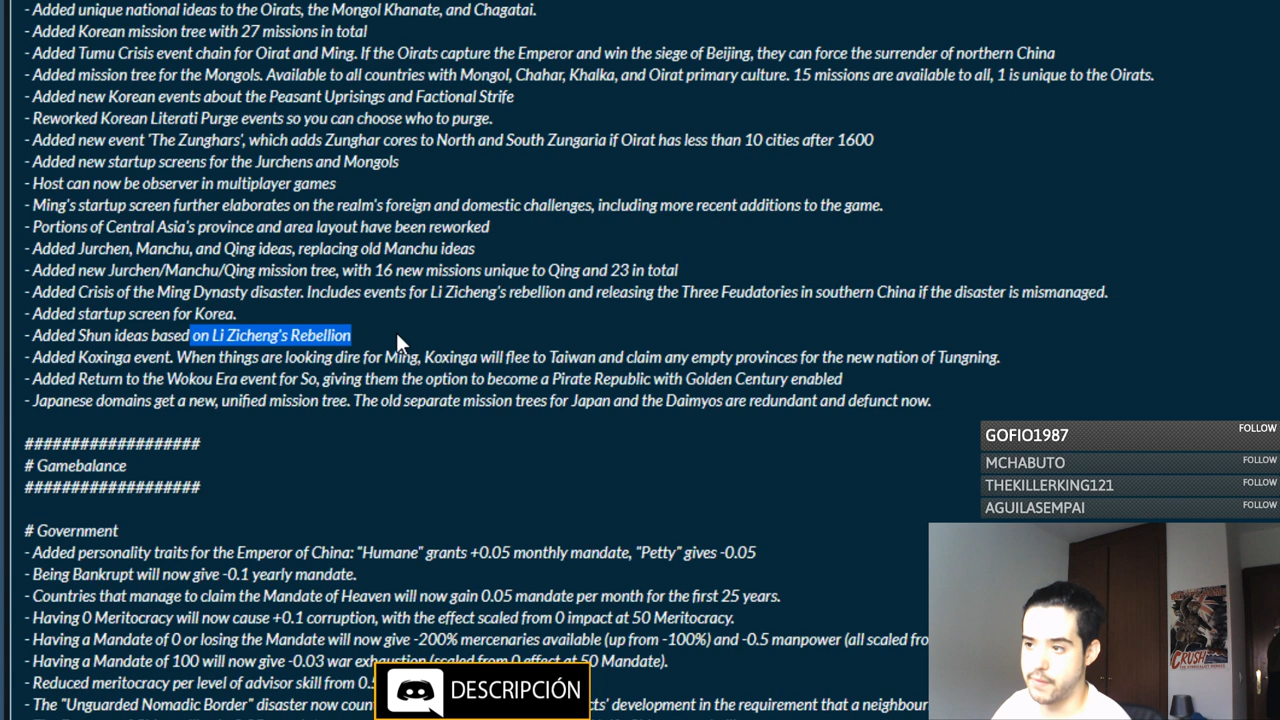 - Added unique national ideas to the Oirats, the Mongol Khanate, and Chagatai.
- Added Korean mission tree with 27 missions in total
- Added Tumu Crisis event chain for Oirat and Ming. If the Oirats capture the Emperor and win the siege of Beijing, they can force the surrender of northern China
- Added mission tree for the Mongols. Available to all countries with Mongol, Chahar, Khalka, and Oirat primary culture. 15 missions are available to all, 1 is unique to the Oirats.
- Added new Korean events about the Peasant Uprisings and Factional Strife
- Reworked Korean Literati Purge events so you can choose who to purge.
- Added new event 'The Zunghars', which adds Zunghar cores to North and South Zungaria if Oirat has less than 10 cities after 1600
- Added new startup screens for the Jurchens and Mongols
- Host can now be observer in multiplayer games
- Ming's startup screen further elaborates on the realm's foreign and domestic challenges, including more recent additions to the game.
- Portions of Central Asia's province and area layout have been reworked
- Added Jurchen, Manchu, and Qing ideas, replacing old Manchu ideas
- Added new Jurchen/Manchu/Qing mission tree, with 16 new missions unique to Qing and 23 in total
- Added Crisis of the Ming Dynasty disaster. Includes events for Li Zicheng's rebellion and releasing the Three Feudatories in southern China if the disaster is mismanaged.
- Added startup screen for Korea.
- Added Shun ideas based on Li Zicheng's Rebellion
- Added Koxinga event. When things are looking dire for Ming, Koxinga will flee to Taiwan and claim any empty provinces for the new nation of Tungning.
- Added Return to the Wokou Era event for So, giving them the option to become a Pirate Republic with Golden Century enabled
- Japanese domains get a new, unified mission tree. The old separate mission trees for Japan and the Daimyos are redundant and defunct now.
###################
# Gamebalance
###################
# Government
- Added personality traits for the Emperor of China: "Humane" grants +0.05 monthly mandate, "Petty" gives -0.05
- Being Bankrupt will now give -0.1 yearly mandate.
- Countries that manage to claim the Mandate of Heaven will now gain 0.05 mandate per month for the first 25 years.
- Having 0 Meritocracy will now cause +0.1 corruption, with the effect scaled from 0 impact at 50 Meritocracy.
- Having a Mandate of 0 or losing the Mandate will now give -200% mercenaries available (up from -100%) and -0.5 manpower (all scaled fro
- Having a Mandate of 100 will now give -0.03 war exhaustion (scaled from 0 effect at 50 Mandate).
- Reduced meritocracy per level of advisor skill from 0.
- The "Unguarded Nomadic Border" disaster now coun
cts' development in the requirement that a neighbour
GOFIO1987 FOLLOW
MCHABUTO FOLLOW
THEKILLERKING121 FOLLOW
AGUILASEMPAI FOLLOW
CRUSH
DESCRIPCIÓN